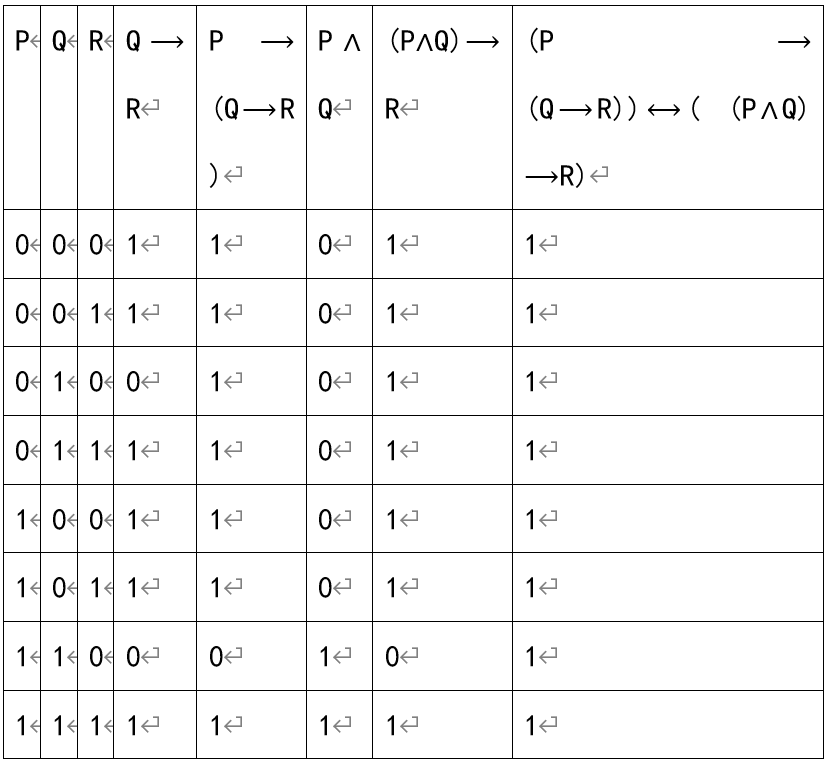 P Q R Q → R P → (Q→R) P∧Q (P∧Q)→R (P → (Q→R))↔( (P∧Q)→R)
0 0 0 1 1 0 1 1
0 0 1 1 1 0 1 1
0 1 0 0 1 0 1 1
0 1 1 1 1 0 1 1
1 0 0 1 1 0 1 1
1 0 1 1 1 0 1 1
1 1 0 0 0 1 0 1
1 1 1 1 1 1 1 1